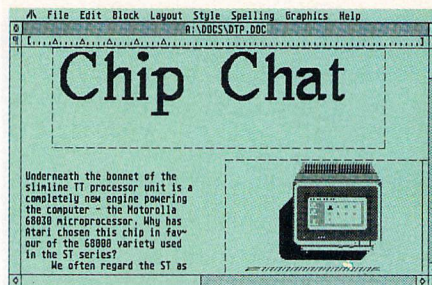 File Edit Block Layout Style Spelling Graphics Help
A:\DOCS\DTP.DOC
Chip Chat
Underneath the bonnet of the
slimline TT processor unit is a
completely new engine powering
the computer - the Motorolla
68030 microprocessor. Why has
Atari chosen this chip in fav~
our of the 68000 variety used
in the ST series?
We often regard the ST as